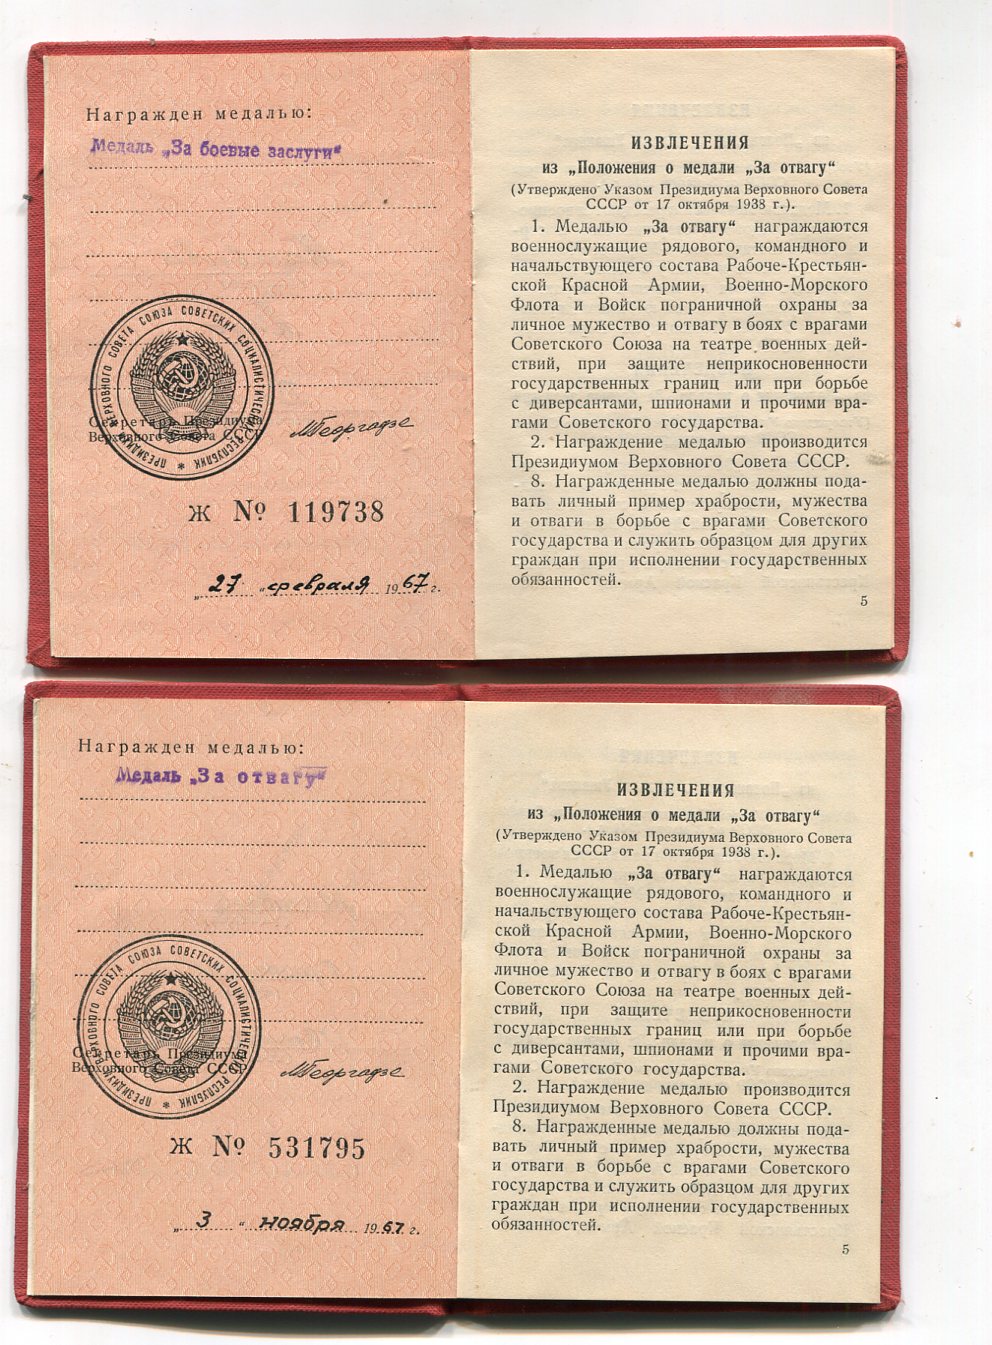 Награжден медалью:
Медаль „За боевые заслуги“
ПРЕЗИДИУМ ВЕРХОВНОГО СОВЕТА СОЮЗА СОВЕТСКИХ СОЦИАЛИСТИЧЕСКИХ РЕСПУБЛИК *
Секретарь Президиума
Верховного Совета СССР
МГеоргадзе
Ж № 119738
„ 27 “ февраля 1967 г.
ИЗВЛЕЧЕНИЯ
из „Положения о медали „За отвагу“
(Утверждено Указом Президиума Верховного Совета
СССР от 17 октября 1938 г.).
1. Медалью „За отвагу“ награждаются
военнослужащие рядового, командного и
начальствующего состава Рабоче-Крестьян-
ской Красной Армии, Военно-Морского
Флота и Войск пограничной охраны за
личное мужество и отвагу в боях с врагами
Советского Союза на театре военных дей-
ствий, при защите неприкосновенности
государственных границ или при борьбе
с диверсантами, шпионами и прочими вра-
гами Советского государства.
2. Награждение медалью производится
Президиумом Верховного Совета СССР.
8. Награжденные медалью должны пода-
вать личный пример храбрости, мужества
и отваги в борьбе с врагами Советского
государства и служить образцом для других
граждан при исполнении государственных
обязанностей.
5
Награжден медалью:
Медаль „За отвагу“
ПРЕЗИДИУМ ВЕРХОВНОГО СОВЕТА СОЮЗА СОВЕТСКИХ СОЦИАЛИСТИЧЕСКИХ РЕСПУБЛИК *
Секретарь Президиума
Верховного Совета СССР
МГеоргадзе
Ж № 531795
„ 3 “ ноября 1967 г.
ИЗВЛЕЧЕНИЯ
из „Положения о медали „За отвагу“
(Утверждено Указом Президиума Верховного Совета
СССР от 17 октября 1938 г.).
1. Медалью „За отвагу“ награждаются
военнослужащие рядового, командного и
начальствующего состава Рабоче-Крестьян-
ской Красной Армии, Военно-Морского
Флота и Войск пограничной охраны за
личное мужество и отвагу в боях с врагами
Советского Союза на театре военных дей-
ствий, при защите неприкосновенности
государственных границ или при борьбе
с диверсантами, шпионами и прочими вра-
гами Советского государства.
2. Награждение медалью производится
Президиумом Верховного Совета СССР.
8. Награжденные медалью должны пода-
вать личный пример храбрости, мужества
и отваги в борьбе с врагами Советского
государства и служить образцом для других
граждан при исполнении государственных
обязанностей.
5